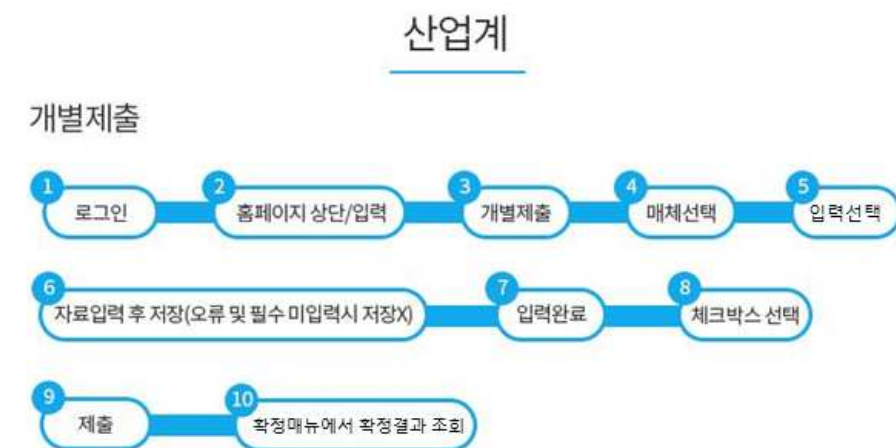 산업계
개별제출
1 로그인
2 홈페이지 상단/입력
3 개별제출
4 매체선택
5 입력선택
6 자료입력 후 저장(오류 및 필수 미입력시 저장X)
7 입력완료
8 체크박스 선택
9 제출
10 확정매뉴에서 확정결과 조회